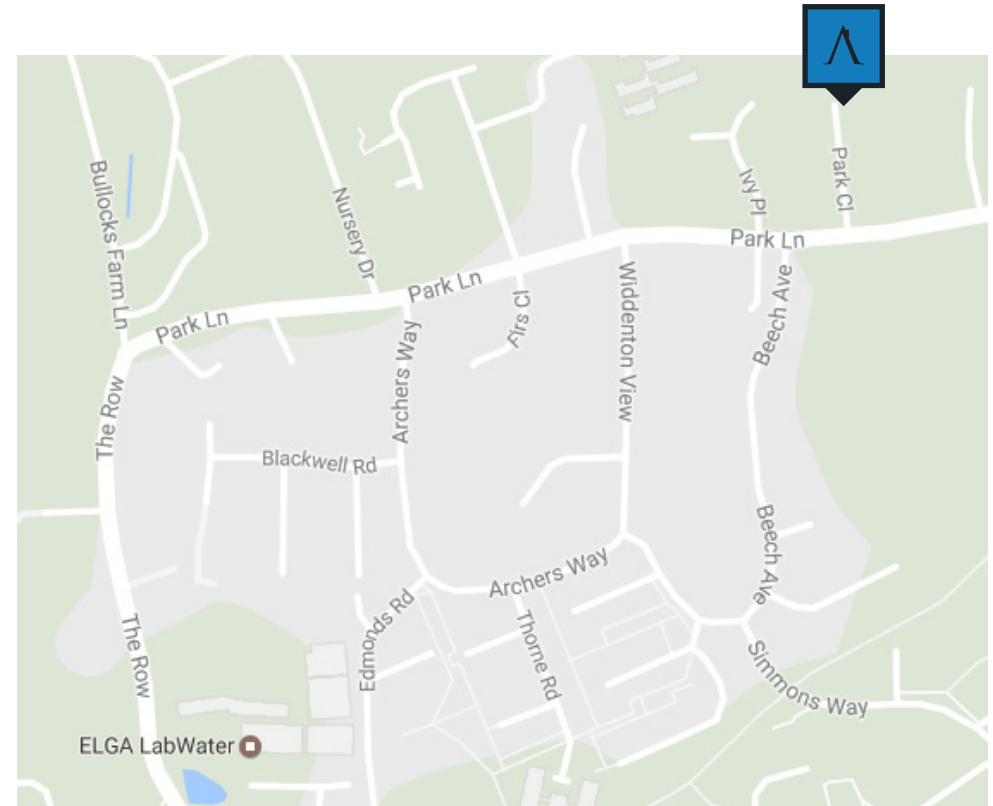 Bullocks Farm Ln
Nursery Dr
Ivy Pl
Park Cl
Park Ln
Park Ln
Park Ln
Firs Cl
Widdenton View
Beech Ave
Archers Way
The Row
Blackwell Rd
Beech Ave
Archers Way
Edmonds Rd
Thorne Rd
The Row
Simmons Way
ELGA LabWater